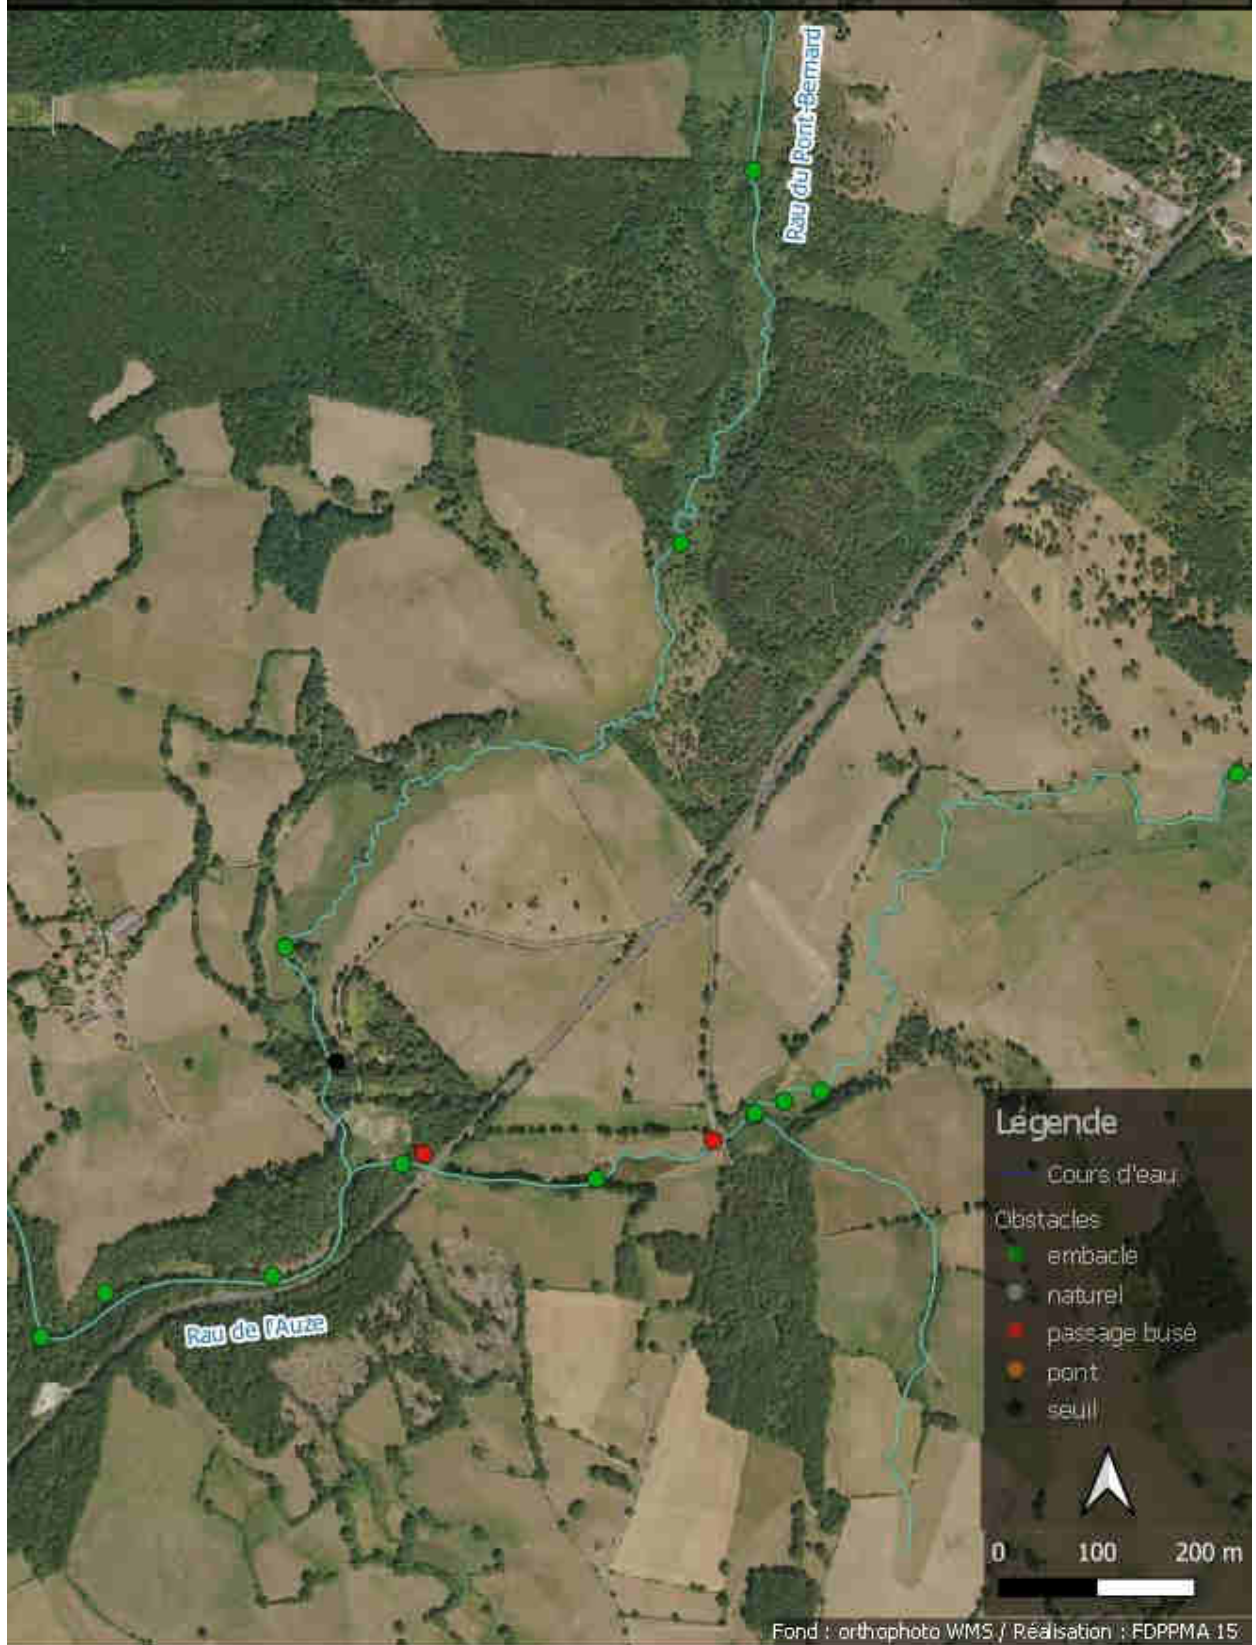 Rau du Pont-Bernard
Rau de l'Auze
Légende
Cours d'eau
Obstacles
embacle
naturel
passage busé
pont
seuil
0 100 200 m
Fond : orthophoto WMS / Réalisation : FDPPMA 15